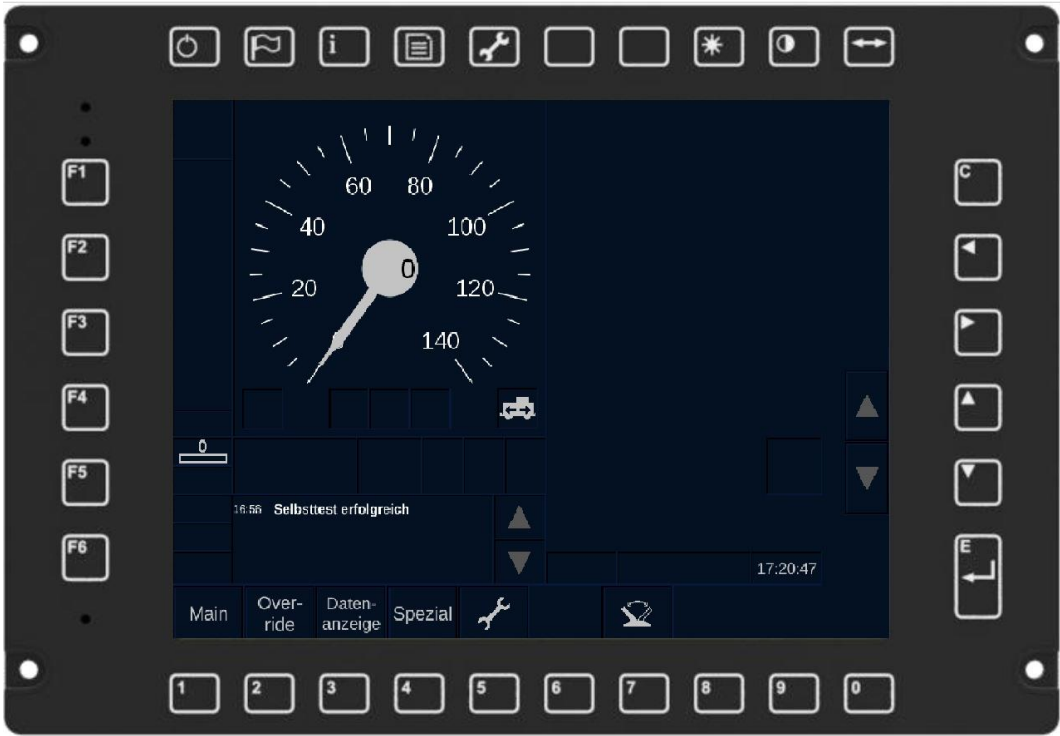 i
F1
F2
F3
F4
F5
F6
C
E
60 80
40 100
0
20 120
140
0
16:56 Selbsttest erfolgreich
17:20:47
Main
Over-
ride
Daten-
anzeige
Spezial
1 2 3 4 5 6 7 8 9 0